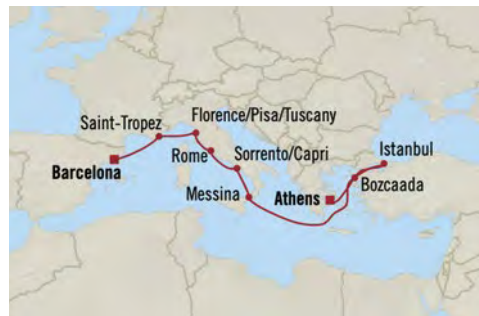 Saint-Tropez
Florence/Pisa/Tuscany
Istanbul
Barcelona
Rome
Sorrento/Capri
Messina
Athens
Bozcaada